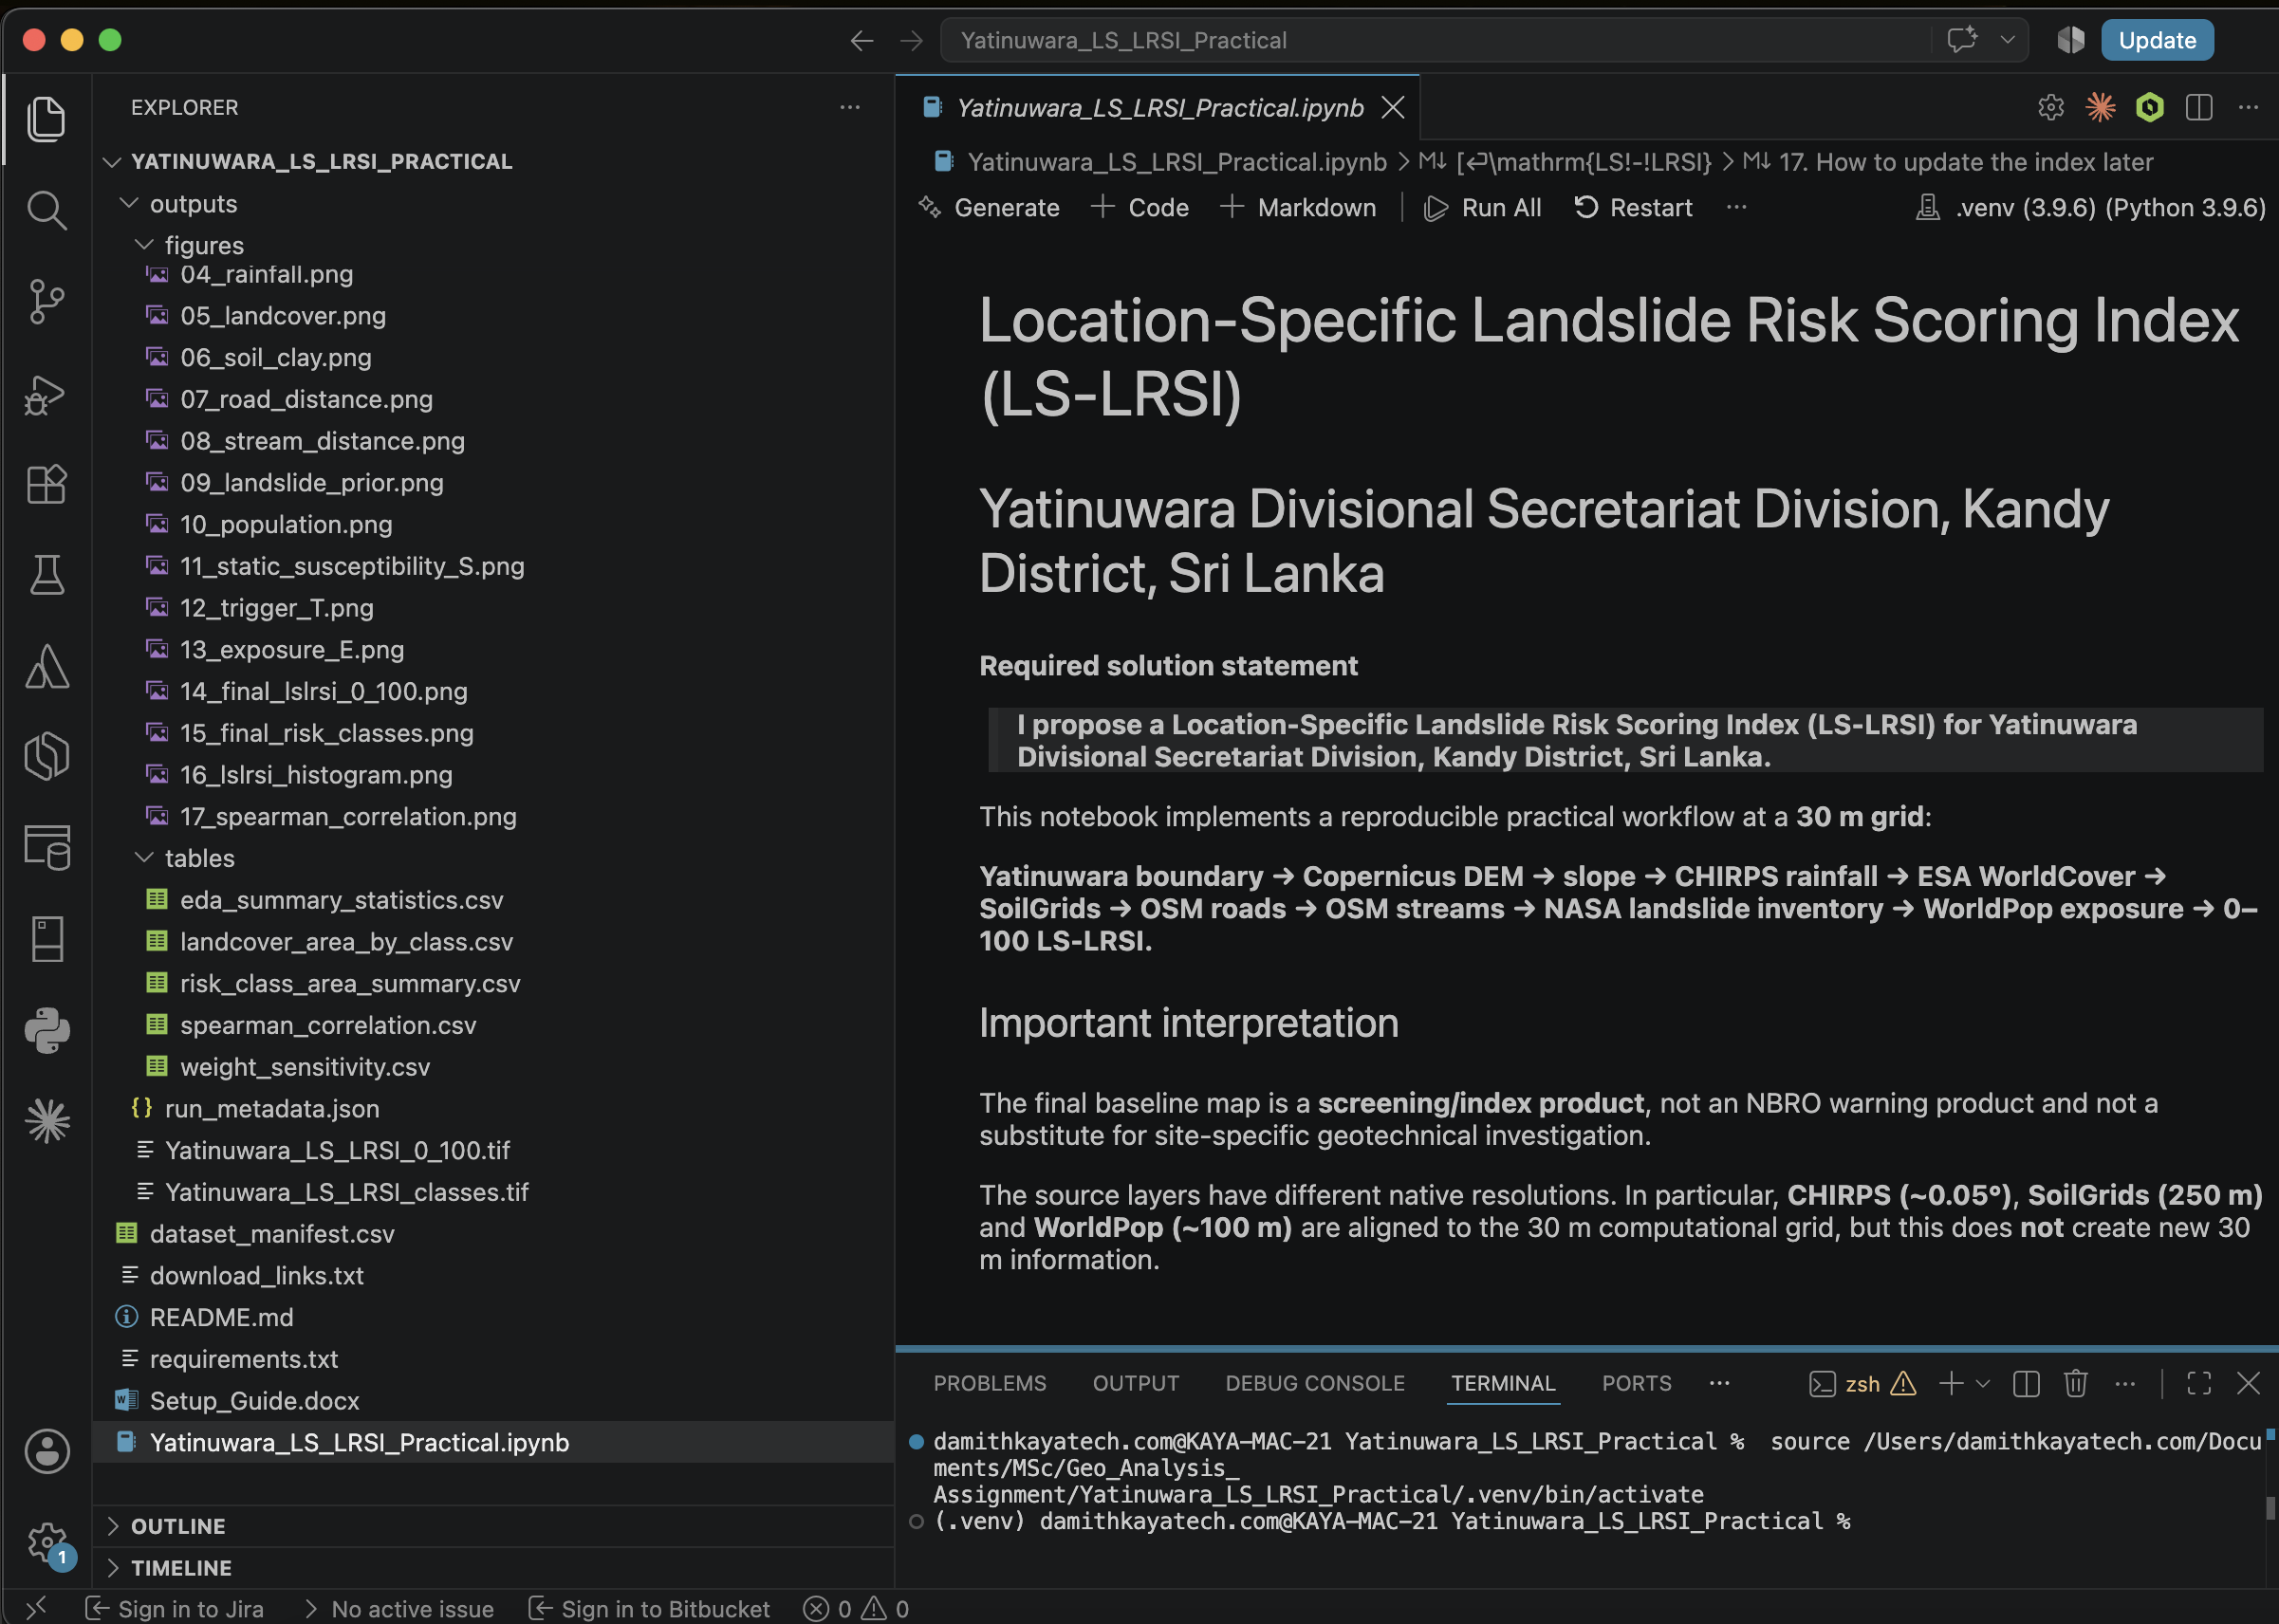 Yatinuwara_LS_LRSI_Practical
Update
EXPLORER
YATINUWARA_LS_LRSI_PRACTICAL
outputs
figures
04_rainfall.png
05_landcover.png
06_soil_clay.png
07_road_distance.png
08_stream_distance.png
09_landslide_prior.png
10_population.png
11_static_susceptibility_S.png
12_trigger_T.png
13_exposure_E.png
14_final_lslrsi_0_100.png
15_final_risk_classes.png
16_lslrsi_histogram.png
17_spearman_correlation.png
tables
eda_summary_statistics.csv
landcover_area_by_class.csv
risk_class_area_summary.csv
spearman_correlation.csv
weight_sensitivity.csv
run_metadata.json
Yatinuwara_LS_LRSI_0_100.tif
Yatinuwara_LS_LRSI_classes.tif
dataset_manifest.csv
download_links.txt
README.md
requirements.txt
Setup_Guide.docx
Yatinuwara_LS_LRSI_Practical.ipynb
OUTLINE
TIMELINE
1
Yatinuwara_LS_LRSI_Practical.ipynb
Yatinuwara_LS_LRSI_Practical.ipynb > M↓ [↩\mathrm{LS!-!LRSI} > M↓ 17. How to update the index later
Generate + Code + Markdown | Run All Restart ... .venv (3.9.6) (Python 3.9.6)
Location-Specific Landslide Risk Scoring Index
(LS-LRSI)
Yatinuwara Divisional Secretariat Division, Kandy
District, Sri Lanka
Required solution statement
I propose a Location-Specific Landslide Risk Scoring Index (LS-LRSI) for Yatinuwara
Divisional Secretariat Division, Kandy District, Sri Lanka.
This notebook implements a reproducible practical workflow at a 30 m grid:
Yatinuwara boundary → Copernicus DEM → slope → CHIRPS rainfall → ESA WorldCover →
SoilGrids → OSM roads → OSM streams → NASA landslide inventory → WorldPop exposure → 0–
100 LS-LRSI.
Important interpretation
The final baseline map is a screening/index product, not an NBRO warning product and not a
substitute for site-specific geotechnical investigation.
The source layers have different native resolutions. In particular, CHIRPS (~0.05°), SoilGrids (250 m)
and WorldPop (~100 m) are aligned to the 30 m computational grid, but this does not create new 30
m information.
PROBLEMS OUTPUT DEBUG CONSOLE TERMINAL PORTS ... zsh
damithkayatech.com@KAYA-MAC-21 Yatinuwara_LS_LRSI_Practical %  source /Users/damithkayatech.com/Docu
ments/MSc/Geo_Analysis_
Assignment/Yatinuwara_LS_LRSI_Practical/.venv/bin/activate
(.venv) damithkayatech.com@KAYA-MAC-21 Yatinuwara_LS_LRSI_Practical %
Sign in to Jira > No active issue Sign in to Bitbucket 0 0